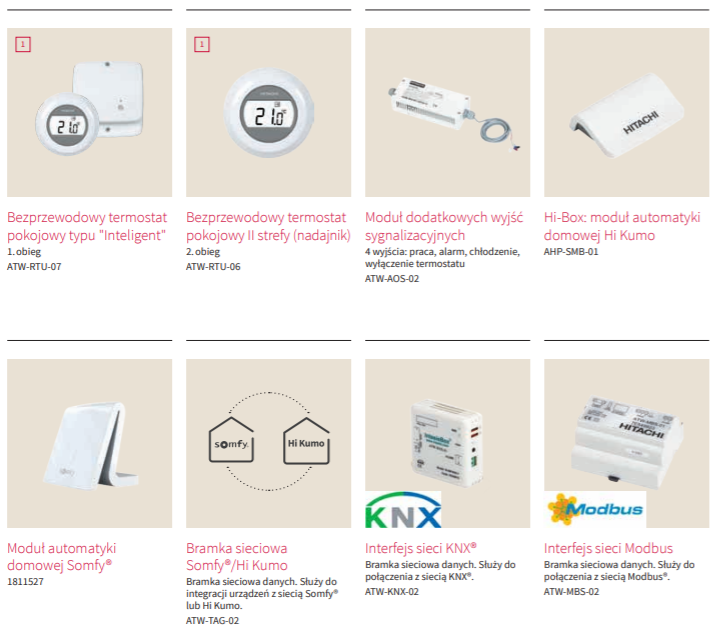 1
1
21.0°
21.0°
HITACHI
Bezprzewodowy termostat
pokojowy typu "Inteligent"
1. obieg
ATW-RTU-07
Bezprzewodowy termostat
pokojowy II strefy (nadajnik)
2. obieg
ATW-RTU-06
Moduł dodatkowych wyjść
sygnalizacyjnych
4 wyjścia: praca, alarm, chłodzenie,
wyłączenie termostatu
ATW-AOS-02
Hi-Box: moduł automatyki
domowej Hi Kumo
AHP-SMB-01
somfy.
Hi Kumo
KNX
HITACHI
Modbus
Moduł automatyki
domowej Somfy®
1811527
Bramka sieciowa
Somfy®/Hi Kumo
Bramka sieciowa danych. Służy do
integracji urządzeń z siecią Somfy®
lub Hi Kumo.
ATW-TAG-02
Interfejs sieci KNX®
Bramka sieciowa danych. Służy do
połączenia z siecią KNX®.
ATW-KNX-02
Interfejs sieci Modbus
Bramka sieciowa danych. Służy do
połączenia z siecią Modbus®.
ATW-MBS-02